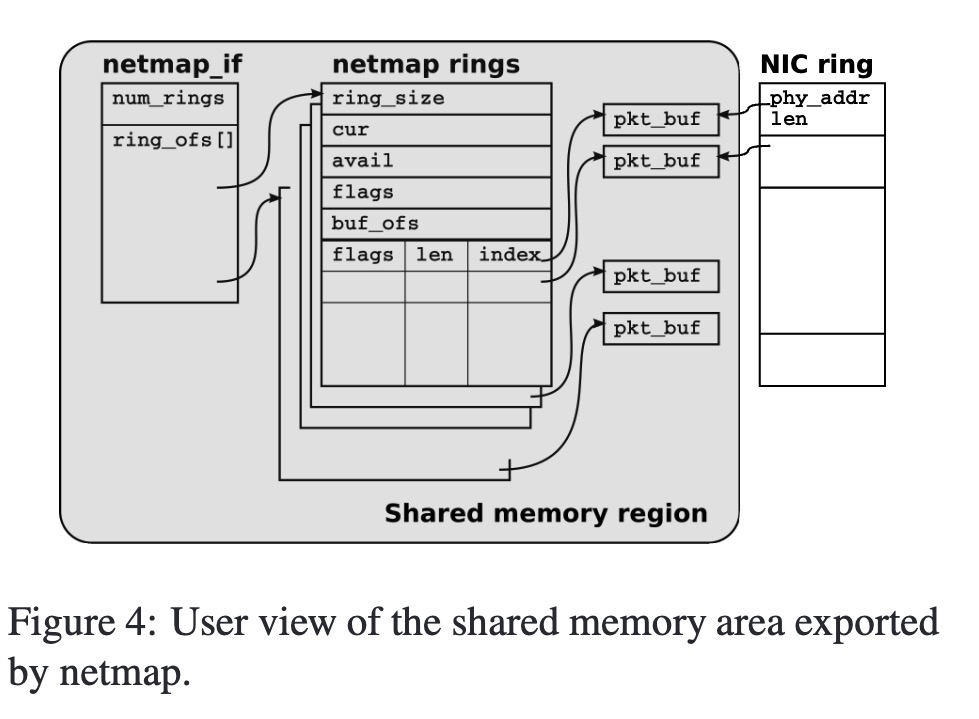 netmap_if
num_rings
ring_ofs[]
netmap rings
ring_size
cur
avail
flags
buf_ofs
flags len index
pkt_buf
pkt_buf
pkt_buf
pkt_buf
NIC ring
phy_addr
len
Shared memory region
Figure 4: User view of the shared memory area exported
by netmap.